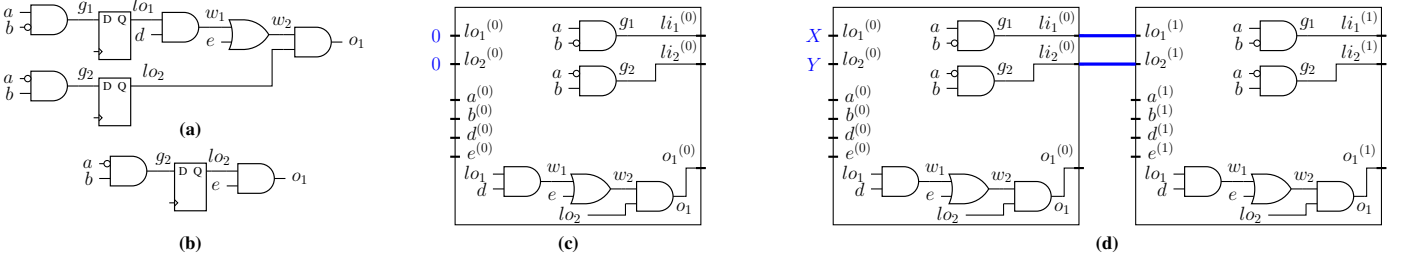 a
b
g₁
D Q
lo₁
d
w₁
e
w₂
o₁
a
b
g₂
D Q
lo₂
(a)
a
b
g₂
D Q
lo₂
e
o₁
(b)
0 lo₁⁽⁰⁾
0 lo₂⁽⁰⁾
a⁽⁰⁾
b⁽⁰⁾
d⁽⁰⁾
e⁽⁰⁾
a
b
g₁
li₁⁽⁰⁾
a
b
g₂
li₂⁽⁰⁾
lo₁
d
w₁
e
w₂
lo₂
o₁
o₁⁽⁰⁾
(c)
X lo₁⁽⁰⁾
Y lo₂⁽⁰⁾
a⁽⁰⁾
b⁽⁰⁾
d⁽⁰⁾
e⁽⁰⁾
a
b
g₁
li₁⁽⁰⁾
a
b
g₂
li₂⁽⁰⁾
lo₁
d
w₁
e
w₂
lo₂
o₁
o₁⁽⁰⁾
lo₁⁽¹⁾
lo₂⁽¹⁾
a⁽¹⁾
b⁽¹⁾
d⁽¹⁾
e⁽¹⁾
a
b
g₁
li₁⁽¹⁾
a
b
g₂
li₂⁽¹⁾
lo₁
d
w₁
e
w₂
lo₂
o₁
o₁⁽¹⁾
(d)